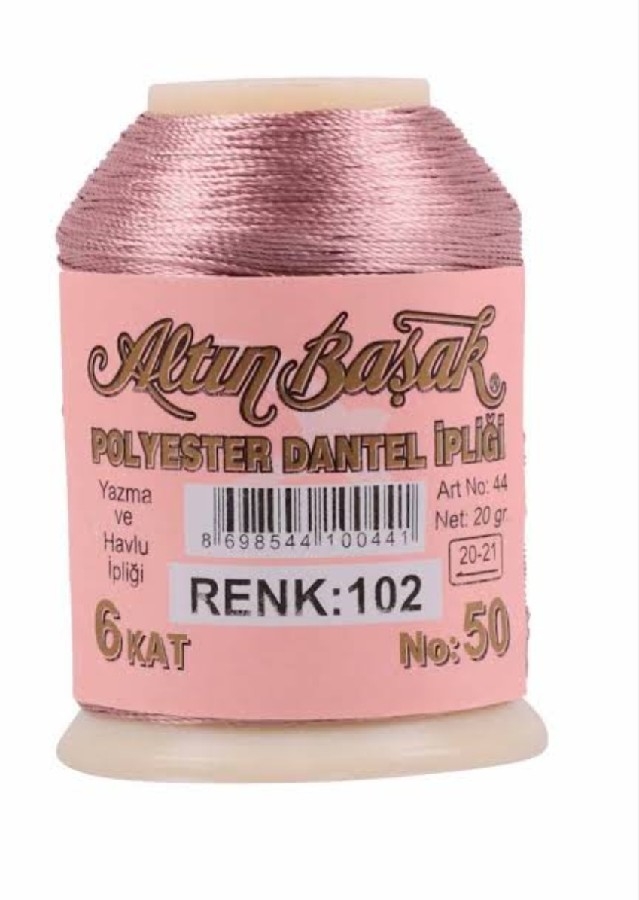 Altın Başak®
POLYESTER DANTEL İPLİĞİ
Yazma
ve
Havlu
İpliği
8 698544 100441
Art No: 44
Net: 20 gr.
20-21
RENK:102
6 KAT
No: 50